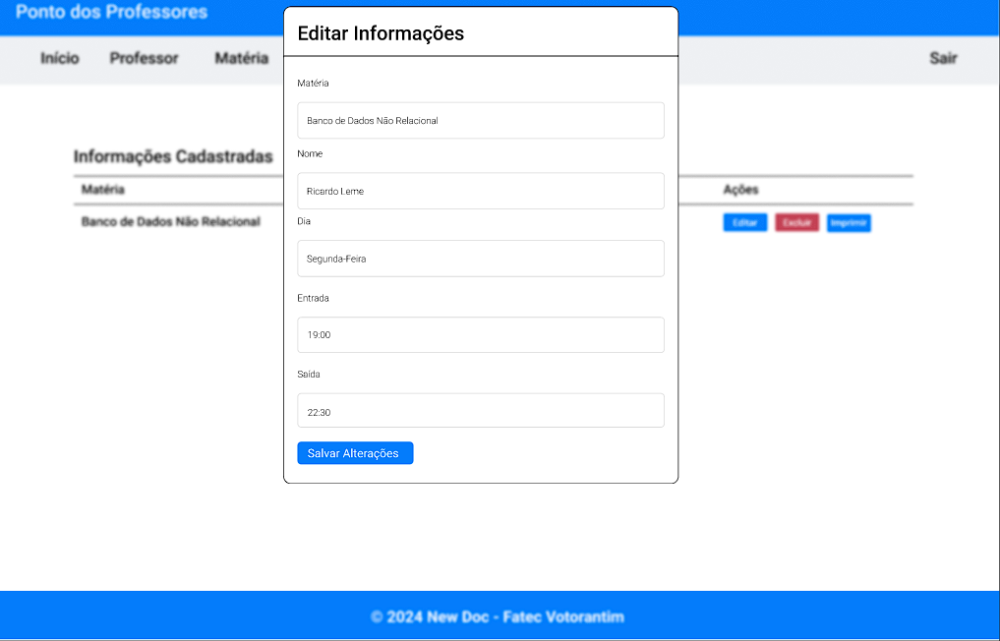 Ponto dos Professores
Início Professor Matéria Sair
Editar Informações
Matéria
Banco de Dados Não Relacional
Nome
Ricardo Leme
Dia
Segunda-Feira
Entrada
19:00
Saída
22:30
Salvar Alterações
Informações Cadastradas
Matéria Ações
Banco de Dados Não Relacional Editar Excluir Imprimir
© 2024 New Doc - Fatec Votorantim